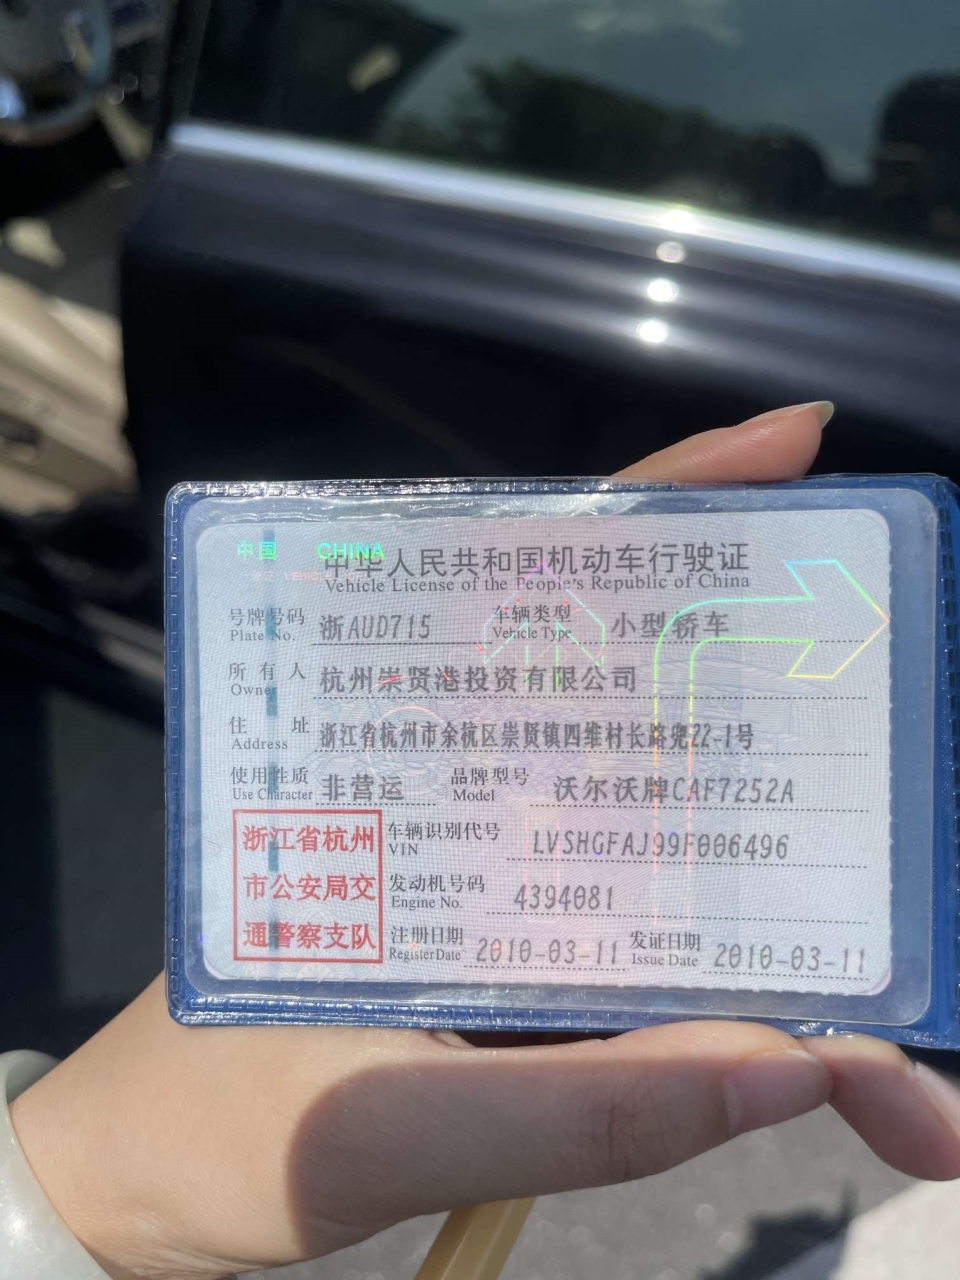 中国 CHINA
中华人民共和国机动车行驶证
Vehicle License of the People's Republic of China
号牌号码 浙AUD715 车辆类型 小型轿车
Plate No. Vehicle Type
所有人 杭州崇贤港投资有限公司
Owner
住址 浙江省杭州市余杭区崇贤镇四维村长路兜22-1号
Address
使用性质 非营运 品牌型号 沃尔沃牌CAF7252A
Use Character Model
浙江省杭州
市公安局交
通警察支队
车辆识别代号 LVSHGFAJ99F006496
VIN
发动机号码 4394081
Engine No.
注册日期 2010-03-11 发证日期 2010-03-11
Register Date Issue Date